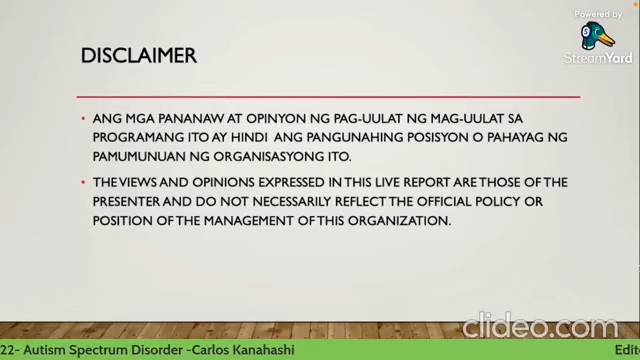 Powered by
StreamYard
DISCLAIMER
• ANG MGA PANANAW AT OPINYON NG PAG-UULAT NG MAG-UULAT SA
PROGRAMANG ITO AY HINDI ANG PANGUNAHING POSISYON O PAHAYAG NG
PAMUMUNUAN NG ORGANISASYONG ITO.
• THE VIEWS AND OPINIONS EXPRESSED IN THIS LIVE REPORT ARE THOSE OF THE
PRESENTER AND DO NOT NECESSARILY REFLECT THE OFFICIAL POLICY OR
POSITION OF THE MANAGEMENT OF THIS ORGANIZATION.
clideo.com
22- Autism Spectrum Disorder -Carlos Kanahashi Edit